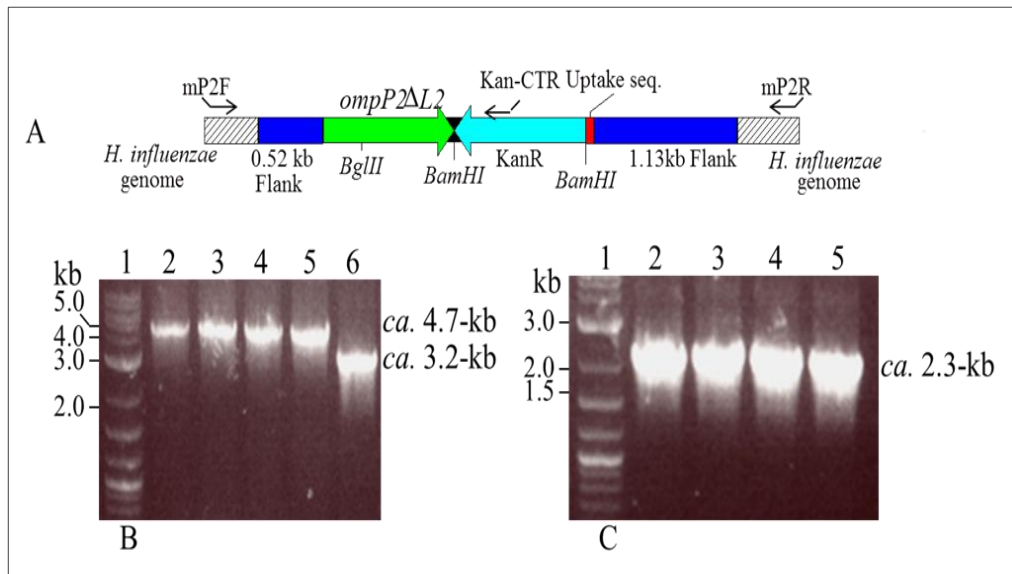 mP2F ompP2ΔL2 Kan-CTR Uptake seq. mP2R
A
H. influenzae genome
0.52 kb Flank
BglII
BamHI
KanR
BamHI
1.13kb Flank
H. influenzae genome
kb 1 2 3 4 5 6
5.0
4.0
3.0
2.0
ca. 4.7-kb
ca. 3.2-kb
B
kb 1 2 3 4 5
3.0
2.0
1.5
ca. 2.3-kb
C